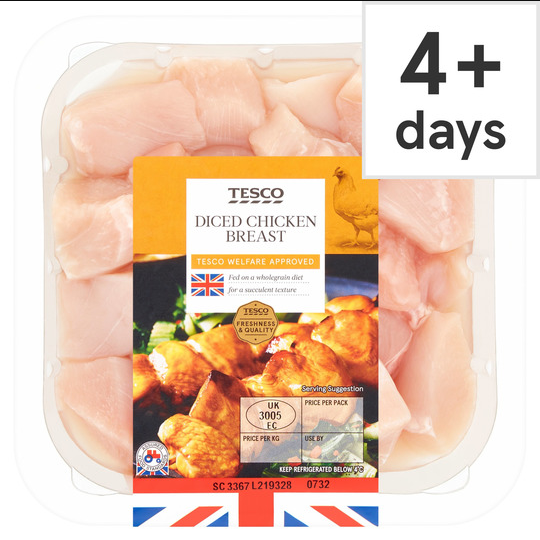 4+
days
TESCO
DICED CHICKEN
BREAST
TESCO WELFARE APPROVED
Fed on a wholegrain diet
for a succulent texture
TESCO
FRESHNESS
& QUALITY
Serving Suggestion
UK
3005
EC
PRICE PER PACK
PRICE PER KG
USE BY
KEEP REFRIGERATED BELOW 4°C
SC 3367 L219328 0732